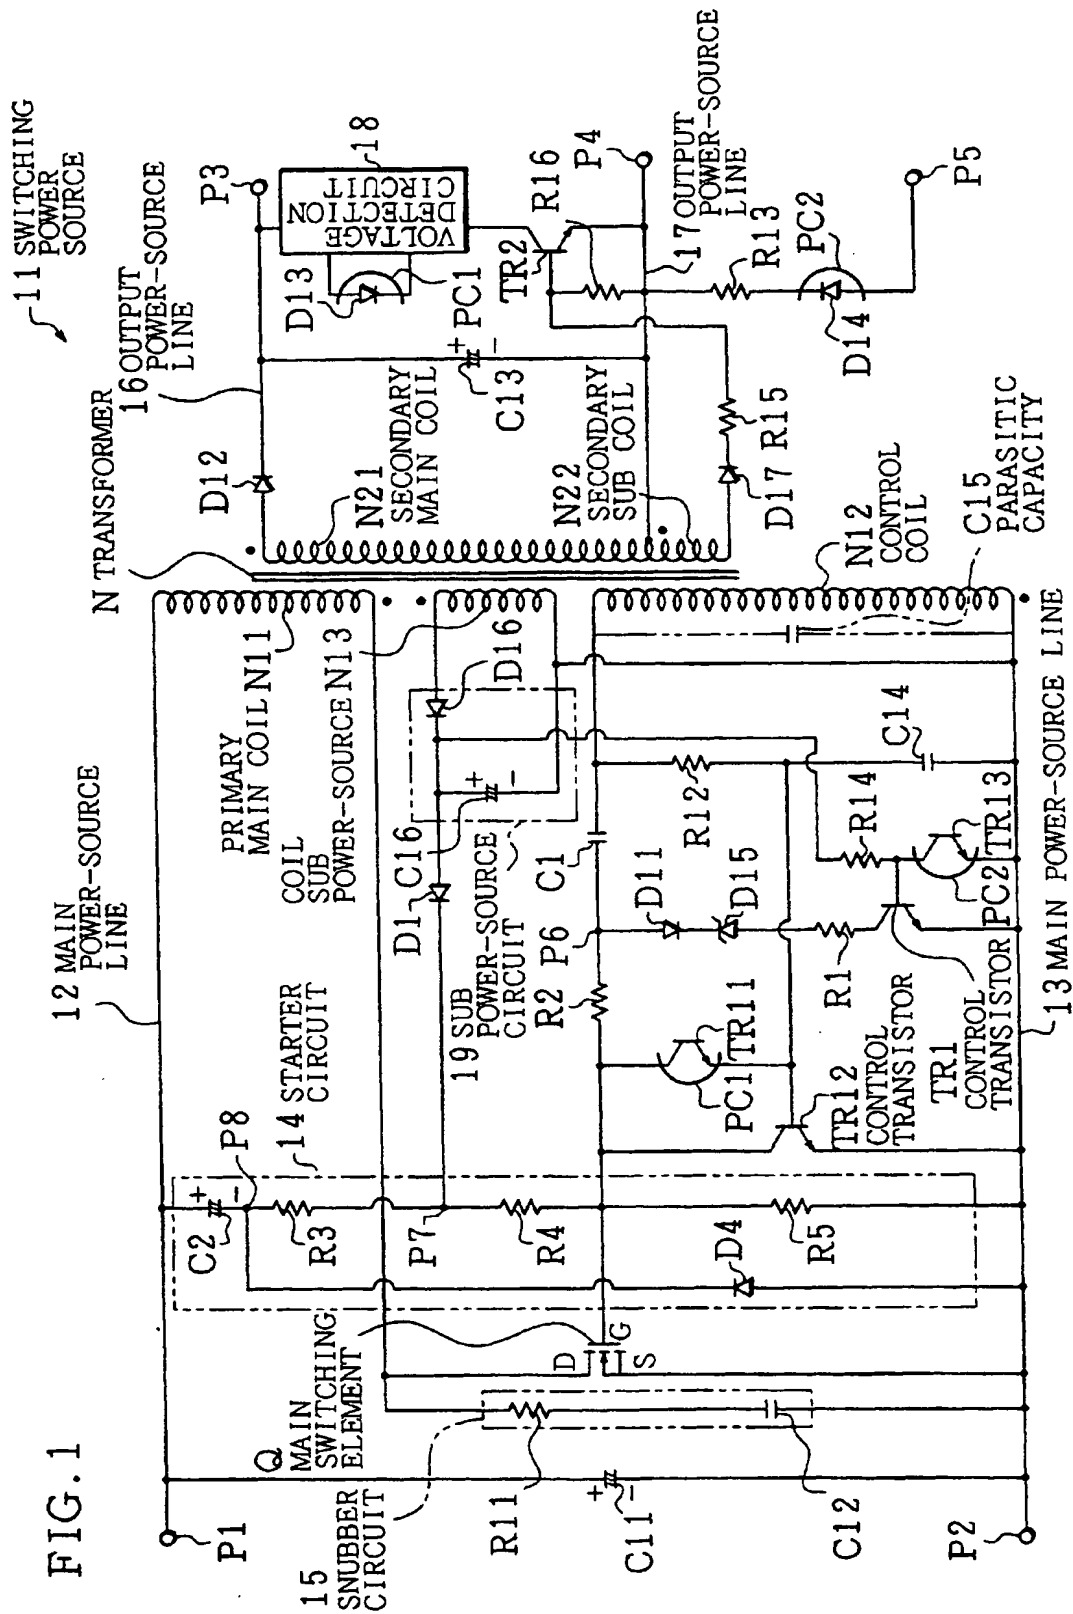 FIG.1
11 SWITCHING
POWER
SOURCE
16 OUTPUT
POWER-SOURCE
LINE
N TRANSFORMER
12 MAIN
POWER-SOURCE
LINE
P1
P2
15
SNUBBER
CIRCUIT
R11
C11
+
-
C12
Q
MAIN
SWITCHING
ELEMENT
D
G
S
14 STARTER
CIRCUIT
P8
C2
+
-
R3
P7
R4
D4
R5
PRIMARY
MAIN COIL N11
COIL
SUB
POWER-SOURCE N13
D1
C16
+
-
D16
19 SUB
POWER-SOURCE
CIRCUIT
R2
P6
C1
D11
D15
R12
C14
R14
R1
PC1
TR11
TR12
CONTROL
TRANSISTOR
TR1
CONTROL
TRANSISTOR
PC2
TR13
13 MAIN POWER-SOURCE LINE
N12
CONTROL
COIL
C15
PARASITIC
CAPACITY
D12
N21
SECONDARY
MAIN COIL
N22
SECONDARY
SUB COIL
C13
+
-
D13
PC1
VOLTAGE
DETECTION
CIRCUIT
18
P3
TR2
R16
P4
17 OUTPUT
POWER-SOURCE
LINE
R13
D17
R15
PC2
D14
P5